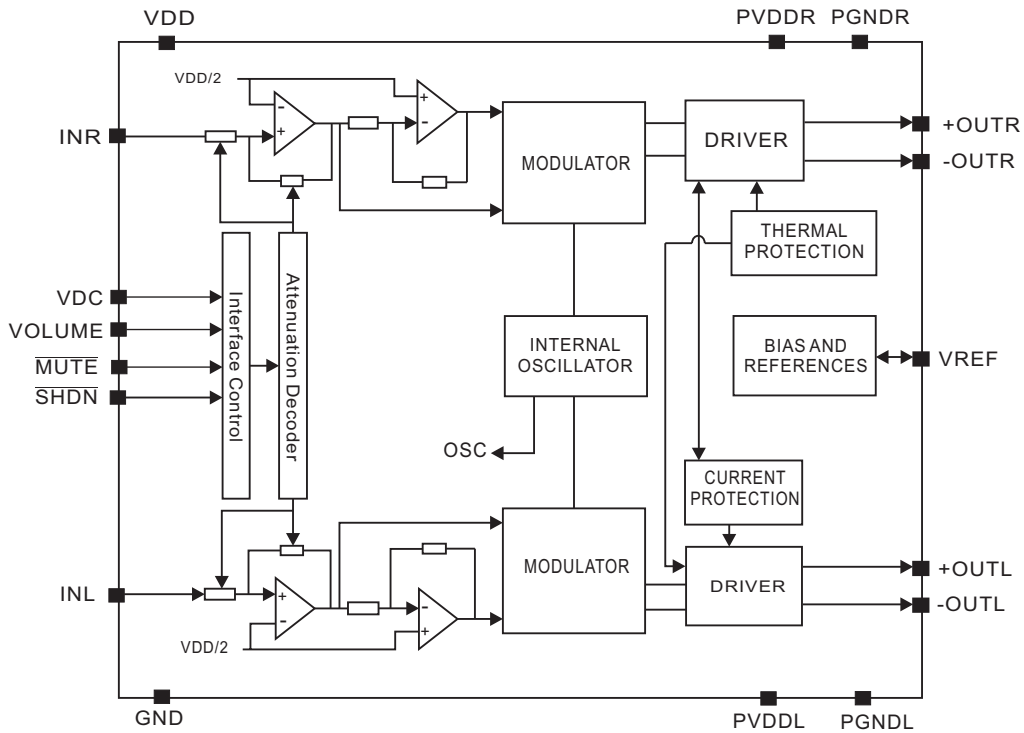 VDD
PVDDR
PGNDR
VDD/2
-
+
+
-
INR
MODULATOR
DRIVER
+OUTR
-OUTR
THERMAL
PROTECTION
VDC
VOLUME
MUTE
SHDN
Interface Control
Attenuation Decoder
INTERNAL
OSCILLATOR
OSC
BIAS AND
REFERENCES
VREF
CURRENT
PROTECTION
INL
+
-
-
+
VDD/2
MODULATOR
DRIVER
+OUTL
-OUTL
GND
PVDDL
PGNDL